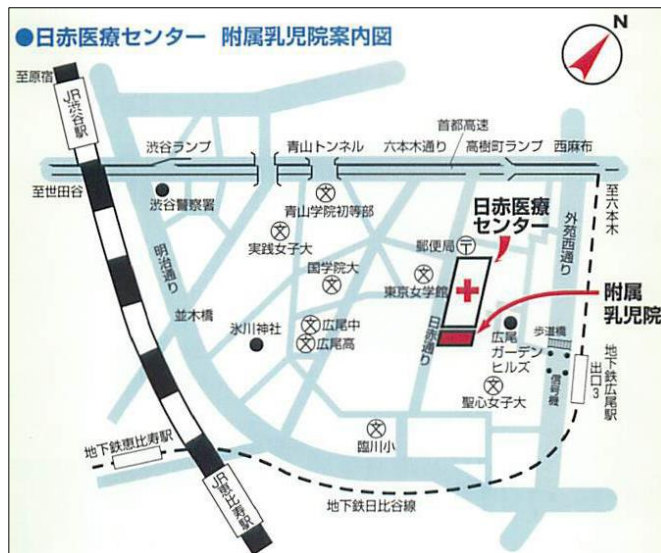 ●日赤医療センター 附属乳児院案内図
N
至原宿
JR渋谷駅
渋谷ランプ
青山トンネル
六本木通り
首都高速
高樹町ランプ
西麻布
至世田谷
渋谷警察署
青山学院初等部
至六本木
明治通り
実践女子大
郵便局
日赤医療
センター
外苑西通り
国学院大
東京女学館
附属
乳児院
並木橋
氷川神社
広尾中
広尾高
日赤通り
広尾
ガーデン
ヒルズ
歩道橋
信号機
出口3
地下鉄広尾駅
聖心女子大
臨川小
地下鉄恵比寿駅
JR恵比寿駅
地下鉄日比谷線